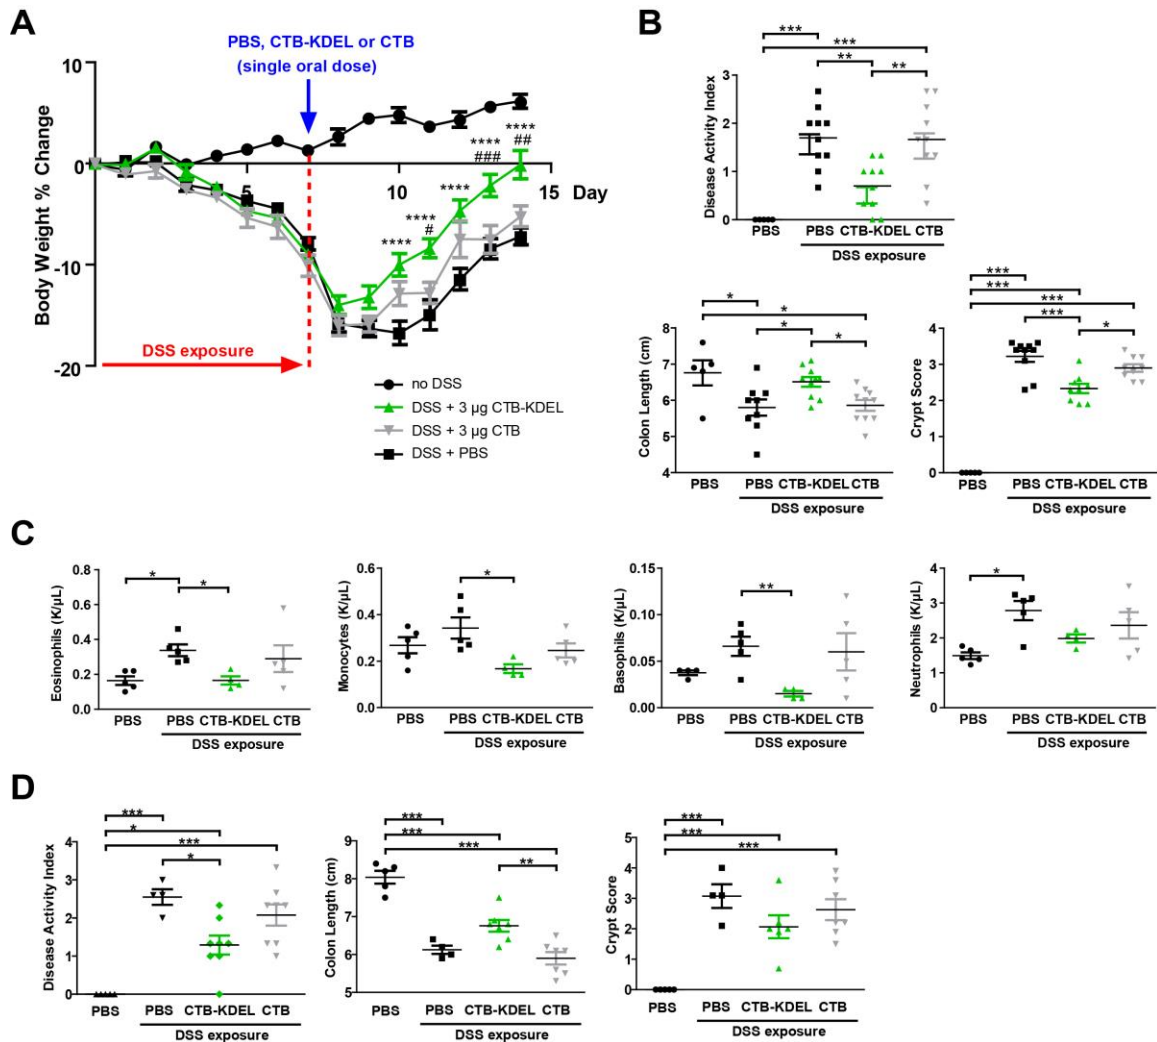 A
PBS, CTB-KDEL or CTB
(single oral dose)
Body Weight % Change
10
0
-10
-20
5
10
15
Day
****
****
#
****
****
###
****
##
DSS exposure
no DSS
DSS + 3 µg CTB-KDEL
DSS + 3 µg CTB
DSS + PBS
B
Disease Activity Index
3
2
1
0
***
***
**
**
PBS
PBS CTB-KDEL CTB
DSS exposure
Colon Length (cm)
8
7
6
5
4
*
*
*
*
PBS
PBS CTB-KDEL CTB
DSS exposure
Crypt Score
4
3
2
1
0
***
***
***
***
*
PBS
PBS CTB-KDEL CTB
DSS exposure
C
Eosinophils (K/µL)
0.8
0.6
0.4
0.2
0.0
*
*
PBS
PBS CTB-KDEL CTB
DSS exposure
Monocytes (K/µL)
0.6
0.4
0.2
0.0
*
PBS
PBS CTB-KDEL CTB
DSS exposure
Basophils (K/µL)
0.15
0.10
0.05
0.00
**
PBS
PBS CTB-KDEL CTB
DSS exposure
Neutrophils (K/µL)
4
3
2
1
0
*
PBS
PBS CTB-KDEL CTB
DSS exposure
D
Disease Activity Index
4
3
2
1
0
***
*
***
*
PBS
PBS CTB-KDEL CTB
DSS exposure
Colon Length (cm)
9
8
7
6
5
***
***
***
**
PBS
PBS CTB-KDEL CTB
DSS exposure
Crypt Score
5
4
3
2
1
0
***
***
***
PBS
PBS CTB-KDEL CTB
DSS exposure